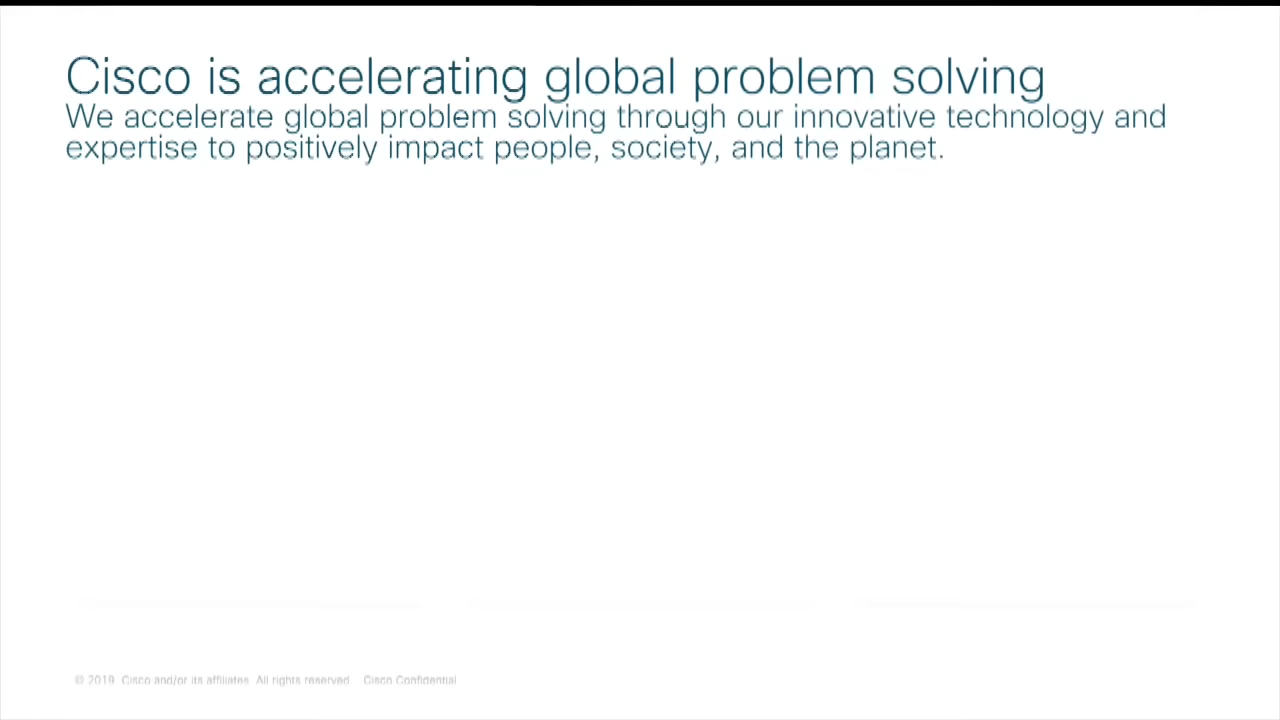 Cisco is accelerating global problem solving
We accelerate global problem solving through our innovative technology and
expertise to positively impact people, society, and the planet.
© 2019 Cisco and/or its affiliates. All rights reserved. Cisco Confidential